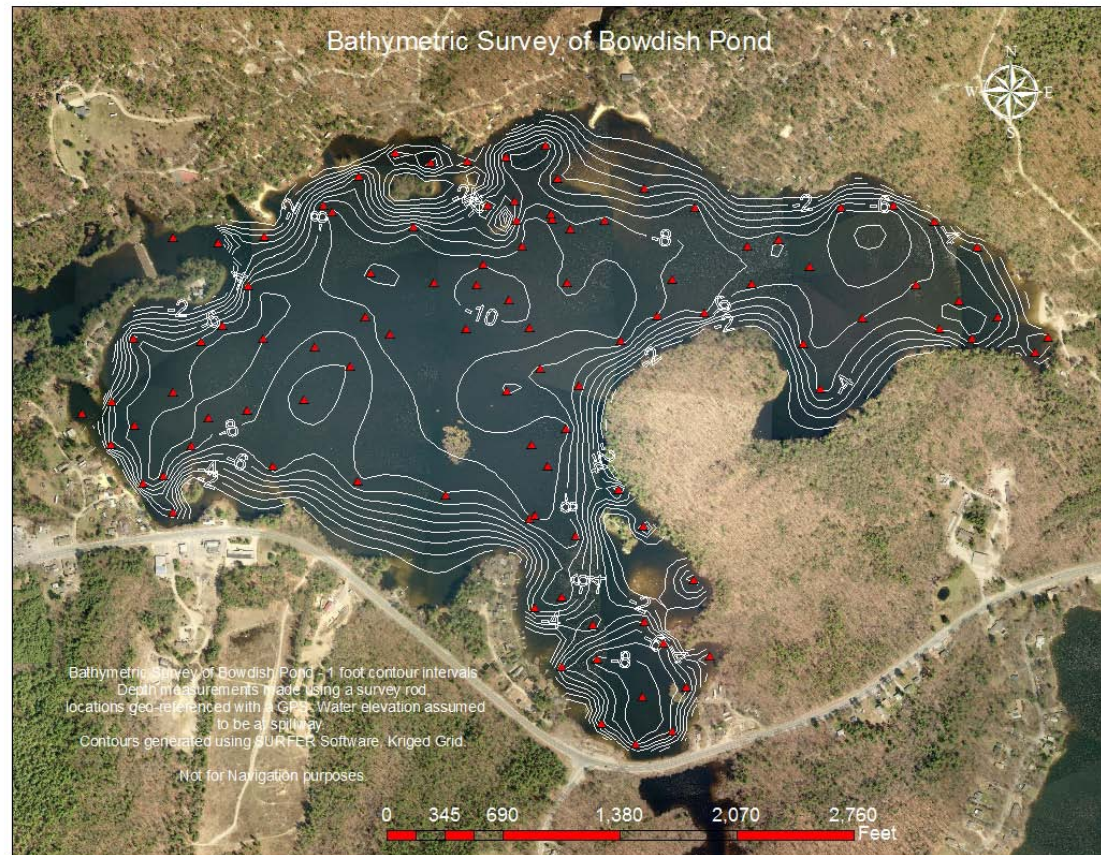 Bathymetric Survey of Bowdish Pond
N
W E
S
-2
-6
-2
-8
-4
-8
-10
-2
-6
-2
-2
-4
-8
-6
-4
-2
-8
-4
-2
-4
-8
Bathymetric Survey of Bowdish Pond - 1 foot contour intervals
Depth measurements made using a survey rod
locations geo-referenced with a GPS. Water elevation assumed
to be at spillway.
Contours generated using SURFER Software, Kriged Grid.
Not for Navigation purposes
0 345 690 1,380 2,070 2,760
Feet